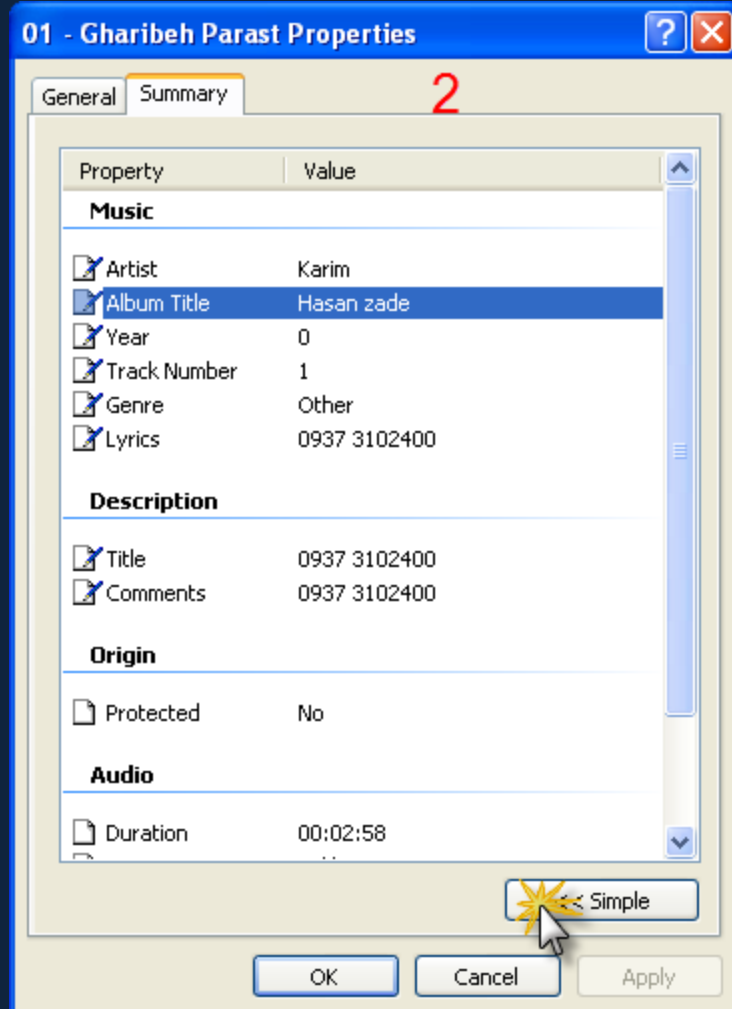 01 - Gharibeh Parast Properties
General Summary 2
Property Value
Music
Artist Karim
Album Title Hasan zade
Year 0
Track Number 1
Genre Other
Lyrics 0937 3102400
Description
Title 0937 3102400
Comments 0937 3102400
Origin
Protected No
Audio
Duration 00:02:58
<< Simple
OK Cancel Apply